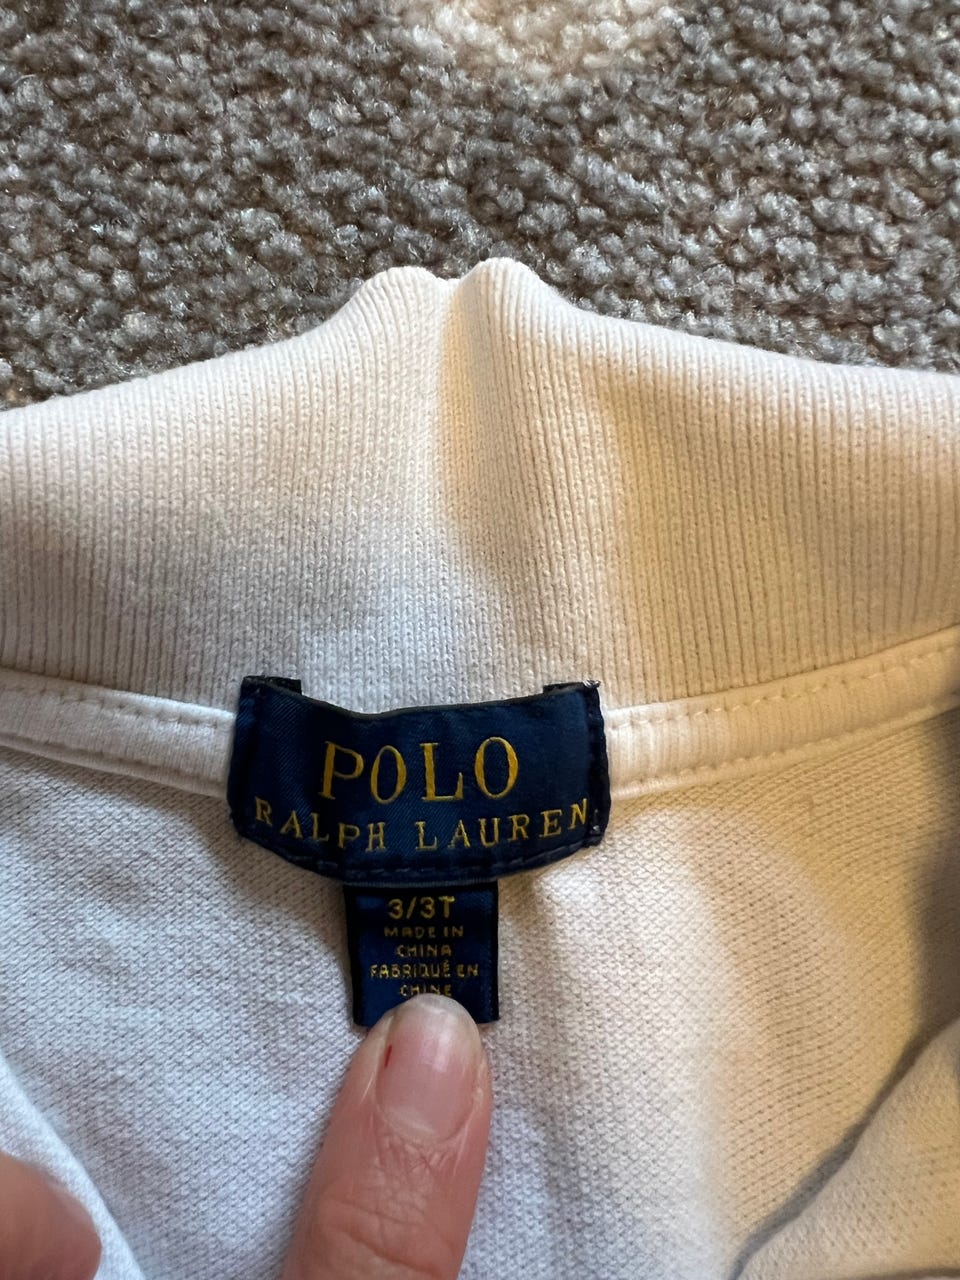 POLO
RALPH LAUREN
3/3T
MADE IN
CHINA
FABRIQUÉ EN
CHINE